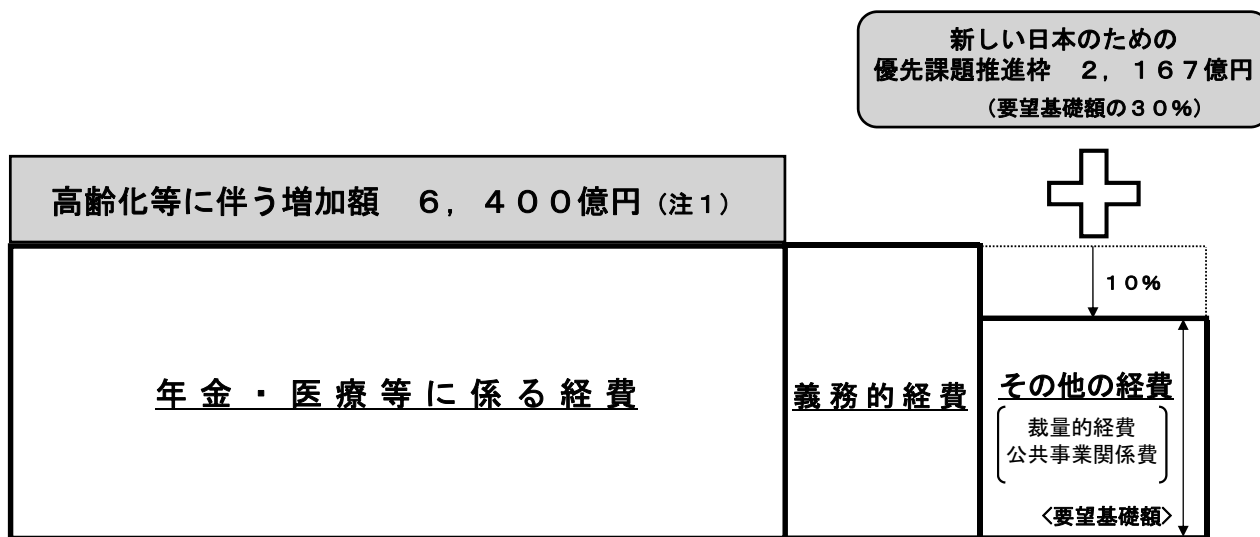 新しい日本のための
優先課題推進枠　２，１６７億円
（要望基礎額の３０％）
高齢化等に伴う増加額　６，４００億円（注１）
１０％
年金・医療等に係る経費
義務的経費
その他の経費
裁量的経費
公共事業関係費
〈要望基礎額〉